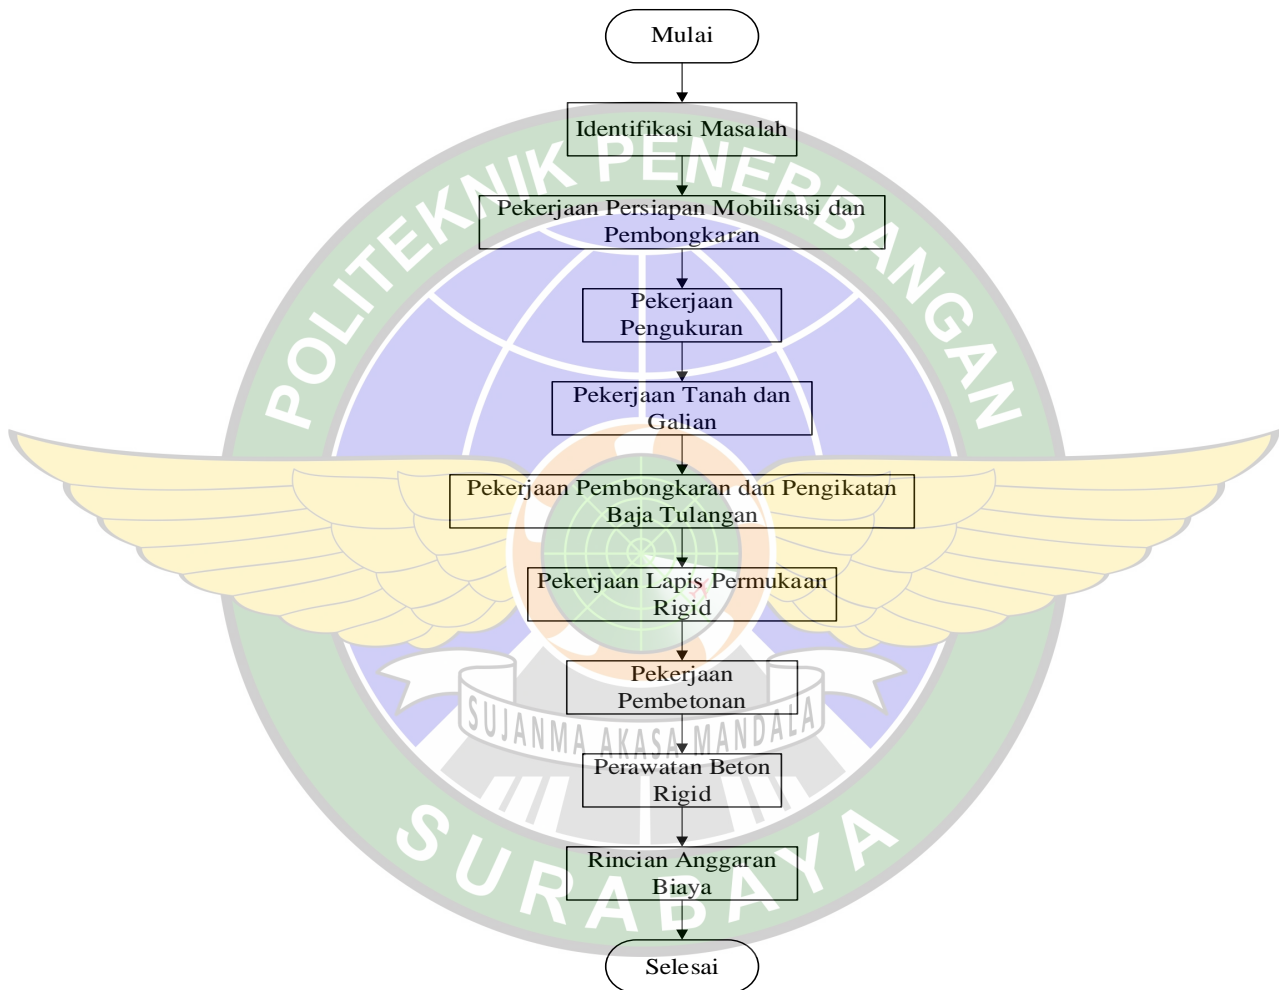 Mulai
Identifikasi Masalah
POLITEKNIK PENERBANGAN
Pekerjaan Persiapan Mobilisasi dan
Pembongkaran
Pekerjaan
Pengukuran
Pekerjaan Tanah dan
Galian
Pekerjaan Pembongkaran dan Pengikatan
Baja Tulangan
Pekerjaan Lapis Permukaan
Rigid
Pekerjaan
Pembetonan
SUJANMA AKASA MANDALA
Perawatan Beton
Rigid
SURABAYA
Rincian Anggaran
Biaya
Selesai